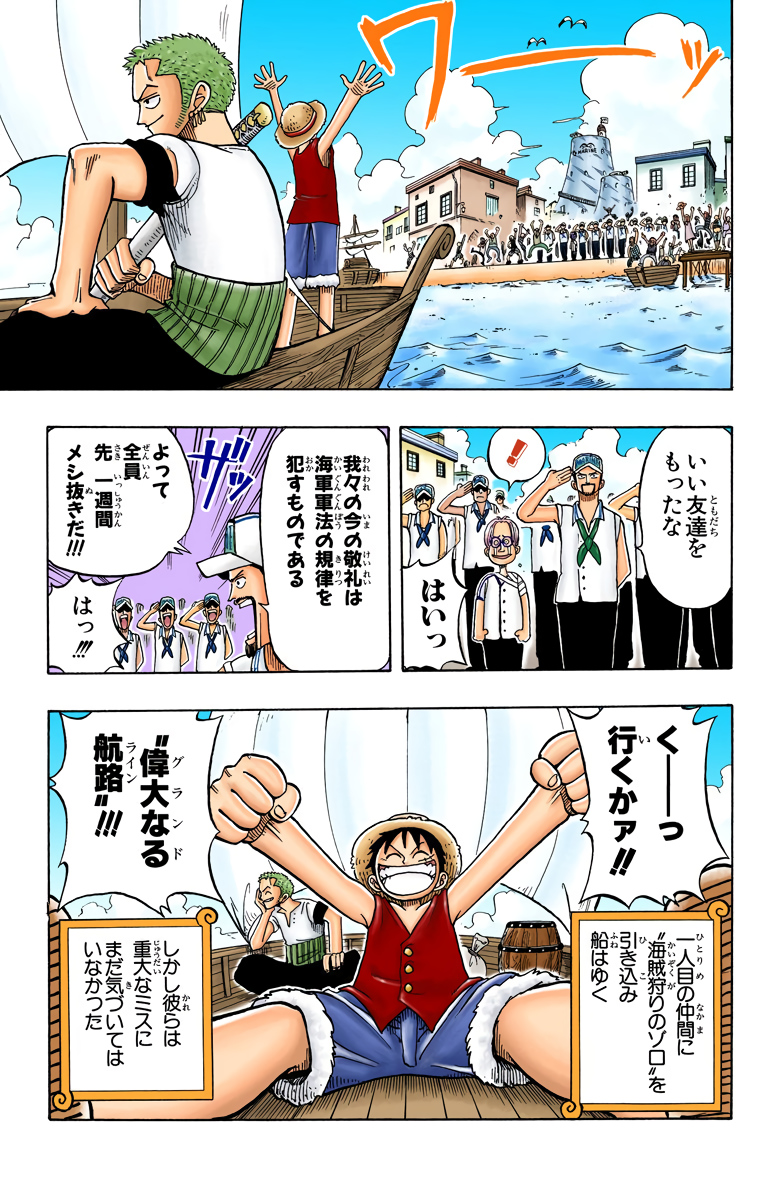 ワーッ
MARINE
いい友達を
もったな
!
はいっ
我々の今の敬礼は
海軍軍法の規律を
犯すものである
ザッ
よって
全員
先一週間
メシ抜きだ!!!
はっ!!!
く──っ
行くかァ!!
〝偉大なる
航路〟!!!
一人目の仲間に
〝海賊狩りのゾロ〟を
引き込み
船はゆく
しかし彼らは
重大なミスに
まだ気づいては
いなかった